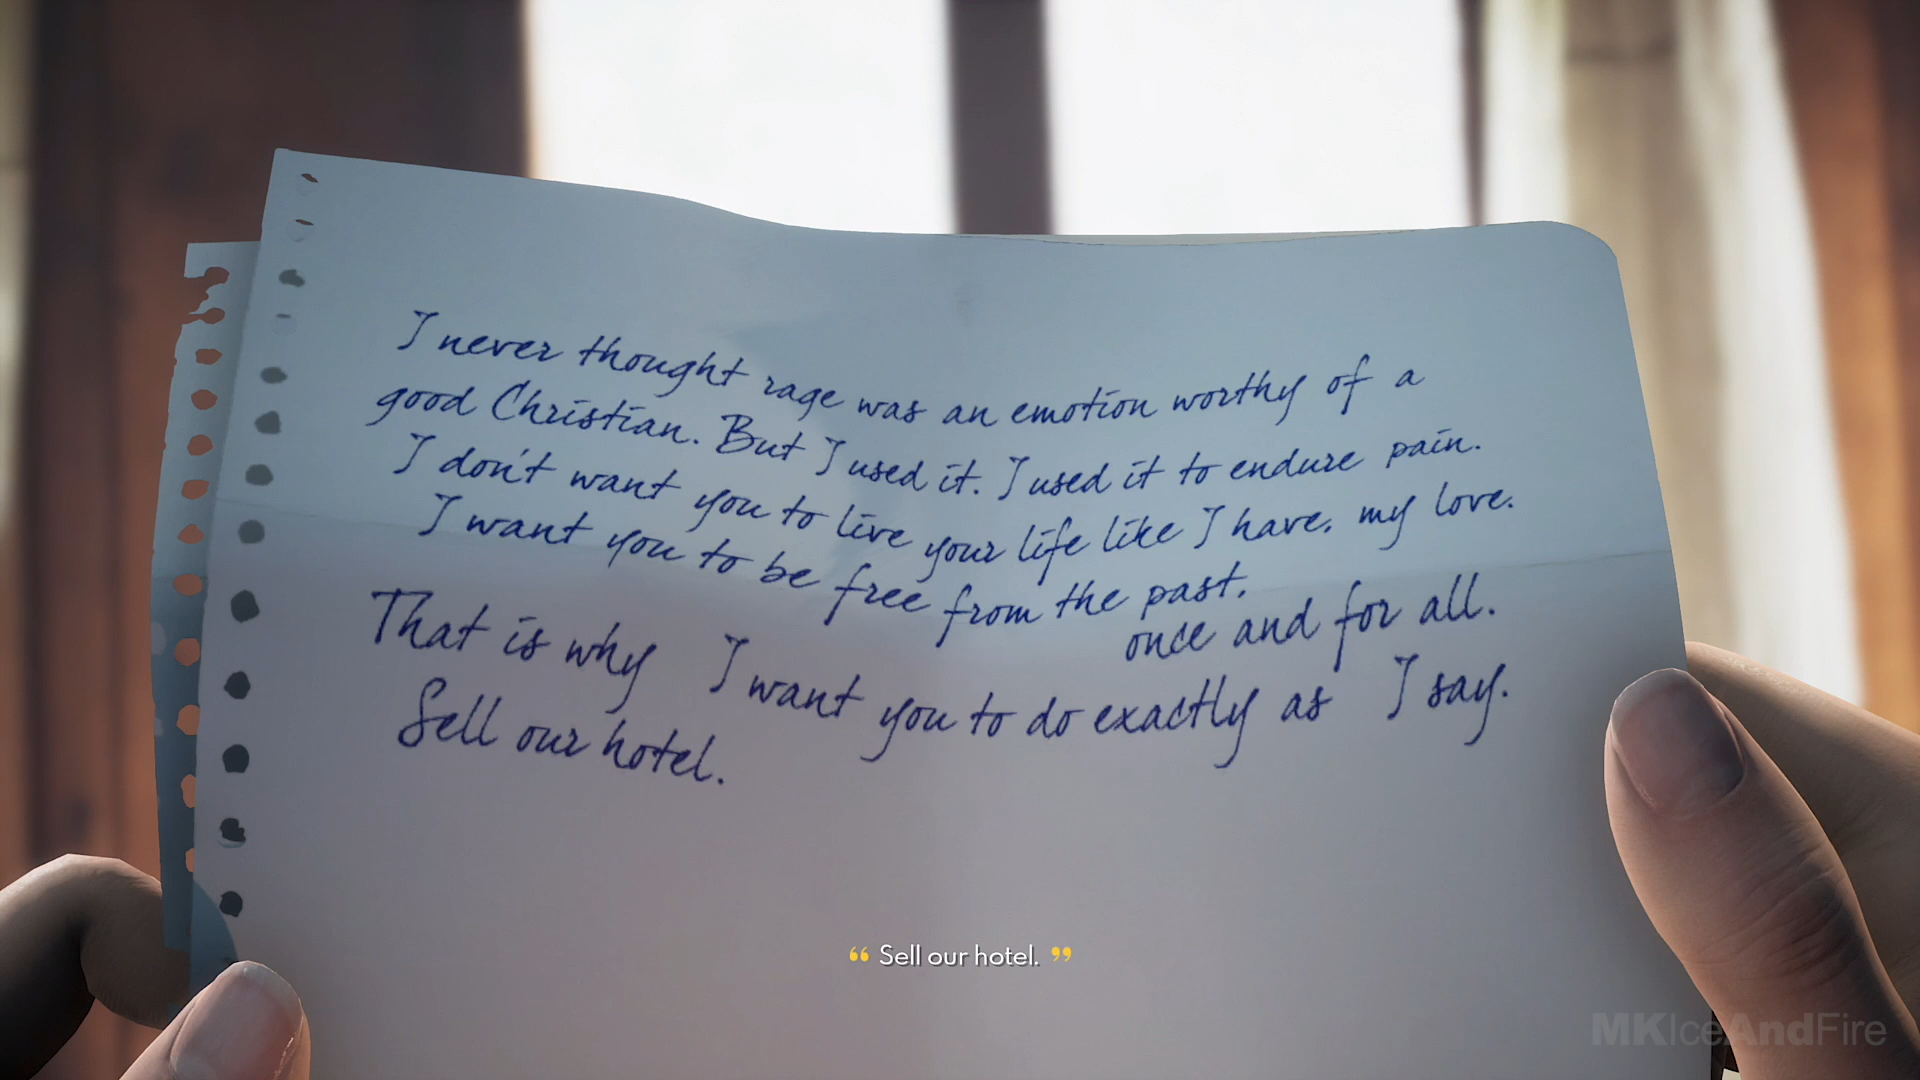 I never thought rage was an emotion worthy of a
good Christian. But I used it. I used it to endure pain.
I don't want you to live your life like I have, my love.
I want you to be free from the past,
once and for all.
That is why I want you to do exactly as I say.
Sell our hotel.
“ Sell our hotel. ”
MKIceAndFire